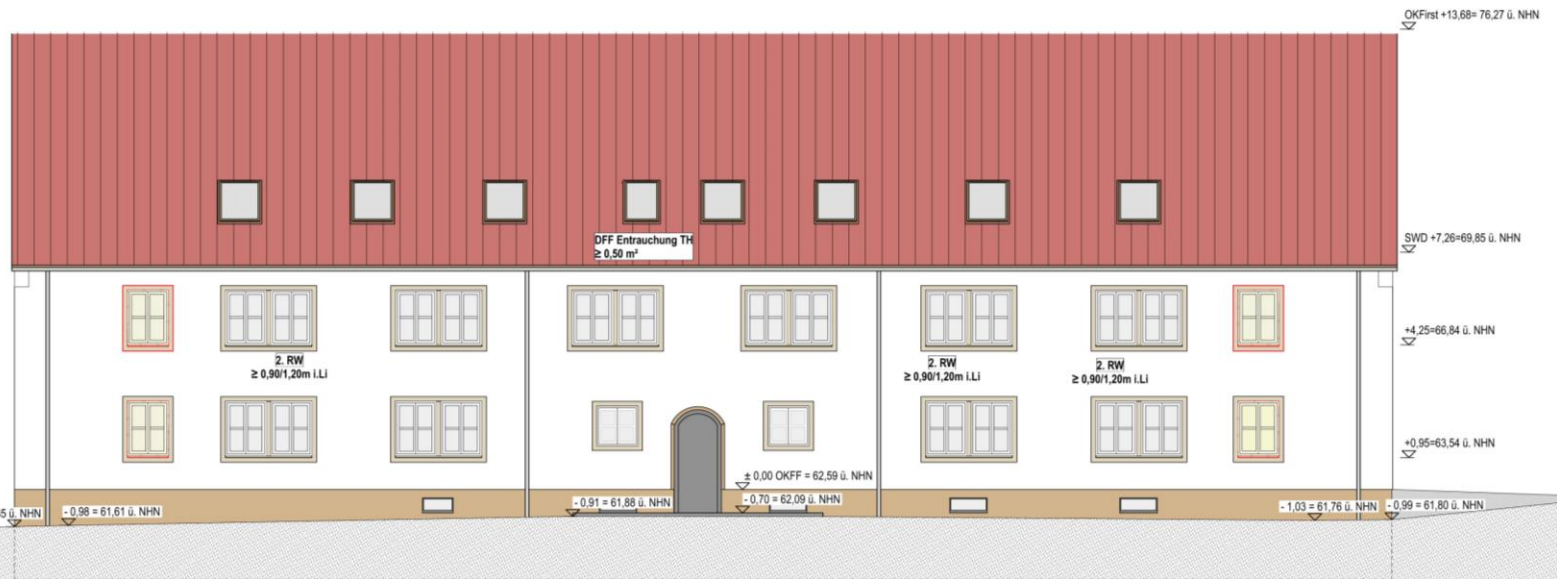 OKFirst +13,68= 76,27 ü. NHN
DFF Entrauchung TH
≥ 0,50 m²
SWD +7,26=69,85 ü. NHN
+4,25=66,84 ü. NHN
2. RW
≥ 0,90/1,20m i.Li
2. RW
≥ 0,90/1,20m i.Li
2. RW
≥ 0,90/1,20m i.Li
+0,95=63,54 ü. NHN
± 0,00 OKFF = 62,59 ü. NHN
5 ü. NHN
- 0,98 = 61,61 ü. NHN
- 0,91 = 61,88 ü. NHN
- 0,70 = 62,09 ü. NHN
- 1,03 = 61,76 ü. NHN
- 0,99 = 61,80 ü. NHN